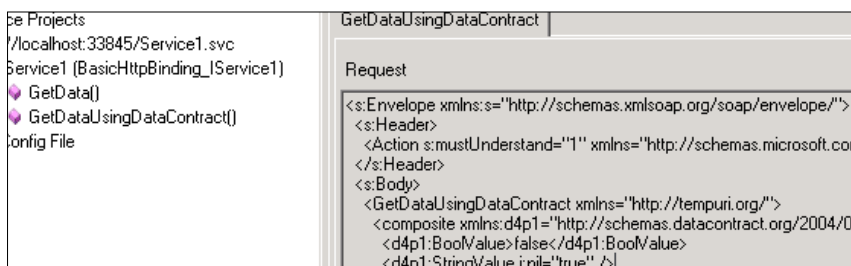 ce Projects
'/localhost:33845/Service1.svc
Service1 (BasicHttpBinding_IService1)
GetData()
GetDataUsingDataContract()
Config File
GetDataUsingDataContract
Request
<s:Envelope xmlns:s="http://schemas.xmlsoap.org/soap/envelope/">
<s:Header>
<Action s:mustUnderstand="1" xmlns="http://schemas.microsoft.co
</s:Header>
<s:Body>
<GetDataUsingDataContract xmlns="http://tempuri.org/">
<composite xmlns:d4p1="http://schemas.datacontract.org/2004/0
<d4p1:BoolValue>false</d4p1:BoolValue>
<d4p1:StringValue i:nil="true" />